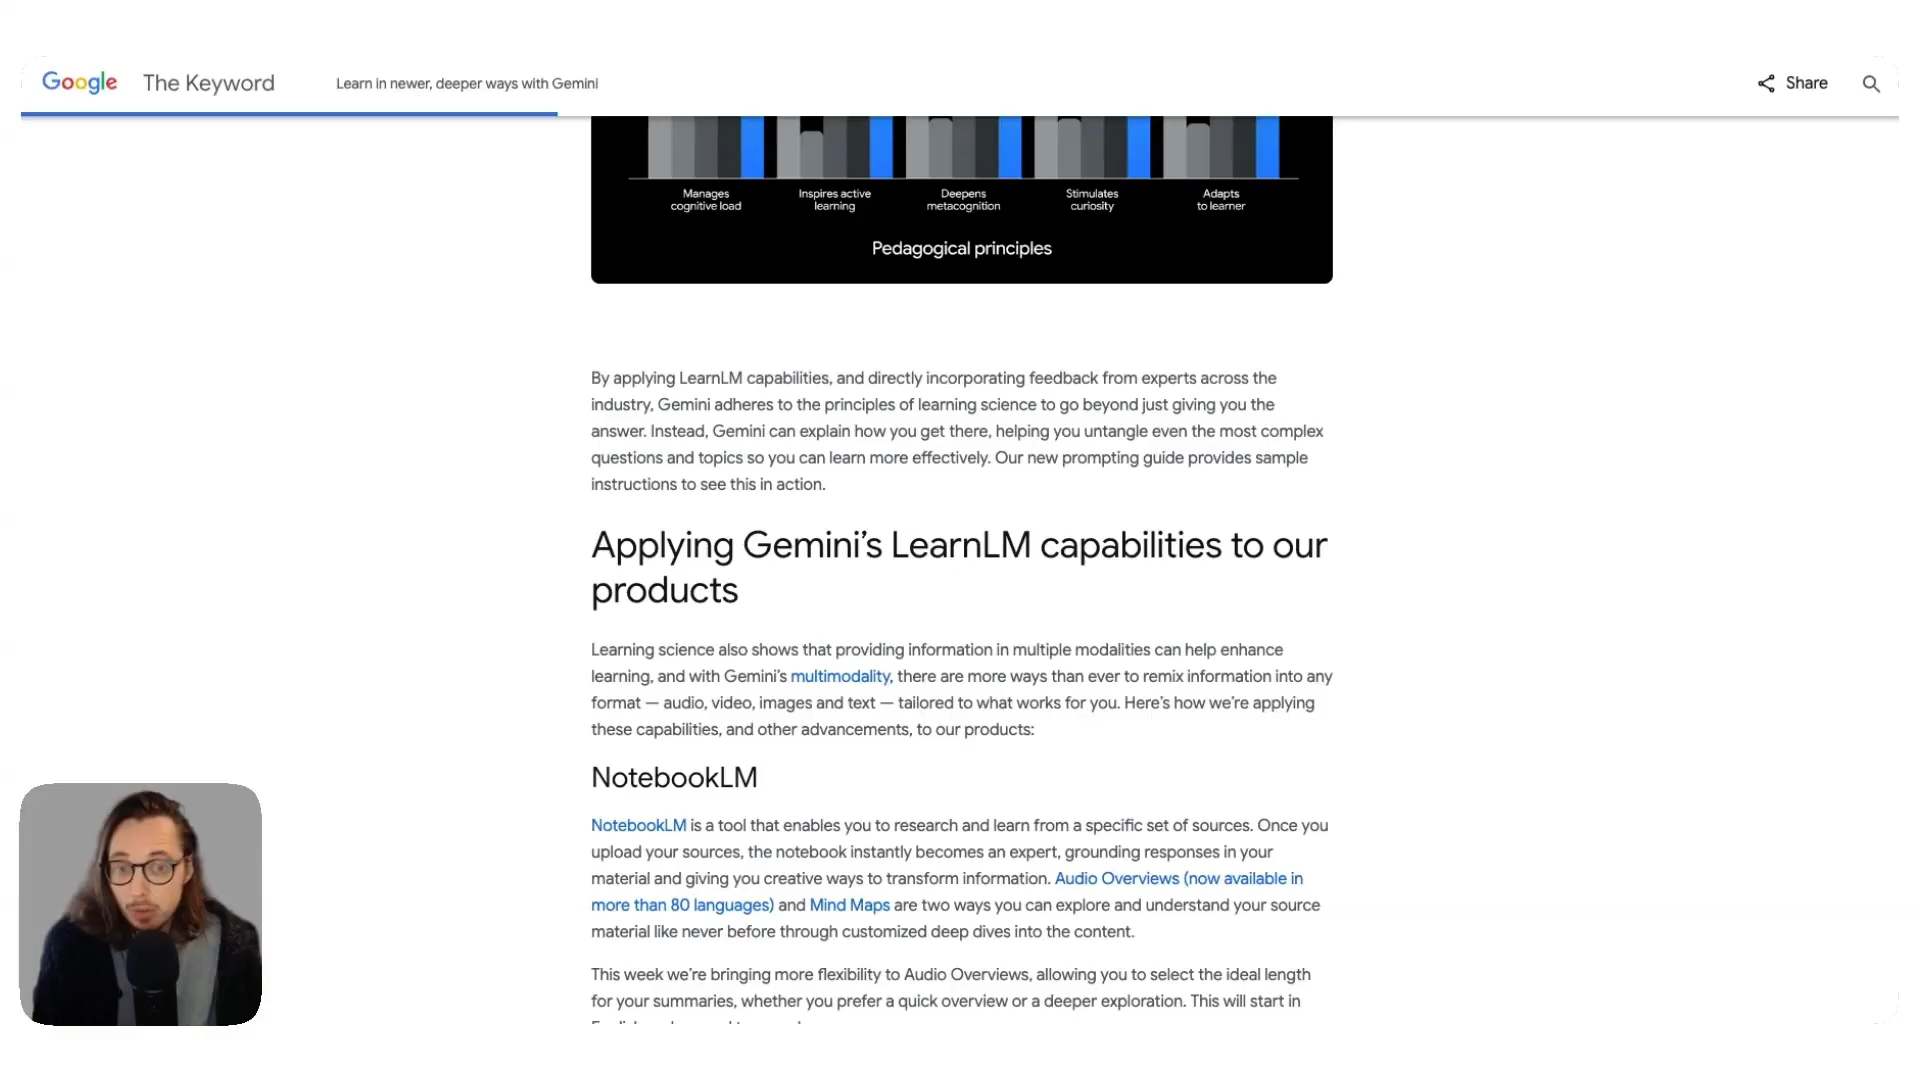 Google The Keyword Learn in newer, deeper ways with Gemini Share
Manages cognitive load
Inspires active learning
Deepens metacognition
Stimulates curiosity
Adapts to learner
Pedagogical principles
By applying LearnLM capabilities, and directly incorporating feedback from experts across the
industry, Gemini adheres to the principles of learning science to go beyond just giving you the
answer. Instead, Gemini can explain how you get there, helping you untangle even the most complex
questions and topics so you can learn more effectively. Our new prompting guide provides sample
instructions to see this in action.
Applying Gemini’s LearnLM capabilities to our
products
Learning science also shows that providing information in multiple modalities can help enhance
learning, and with Gemini’s multimodality, there are more ways than ever to remix information into any
format — audio, video, images and text — tailored to what works for you. Here’s how we’re applying
these capabilities, and other advancements, to our products:
NotebookLM
NotebookLM is a tool that enables you to research and learn from a specific set of sources. Once you
upload your sources, the notebook instantly becomes an expert, grounding responses in your
material and giving you creative ways to transform information. Audio Overviews (now available in
more than 80 languages) and Mind Maps are two ways you can explore and understand your source
material like never before through customized deep dives into the content.
This week we’re bringing more flexibility to Audio Overviews, allowing you to select the ideal length
for your summaries, whether you prefer a quick overview or a deeper exploration. This will start in